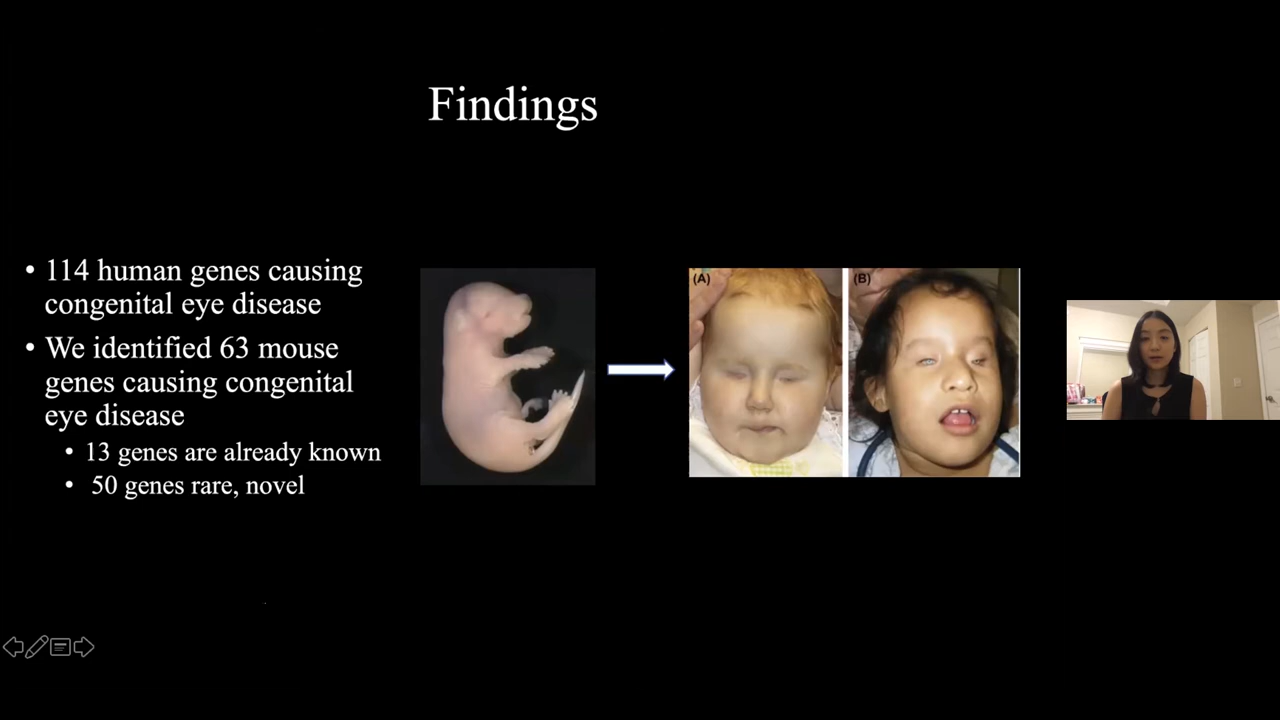 Findings
• 114 human genes causing
congenital eye disease
• We identified 63 mouse
genes causing congenital
eye disease
• 13 genes are already known
• 50 genes rare, novel
(A)
(B)